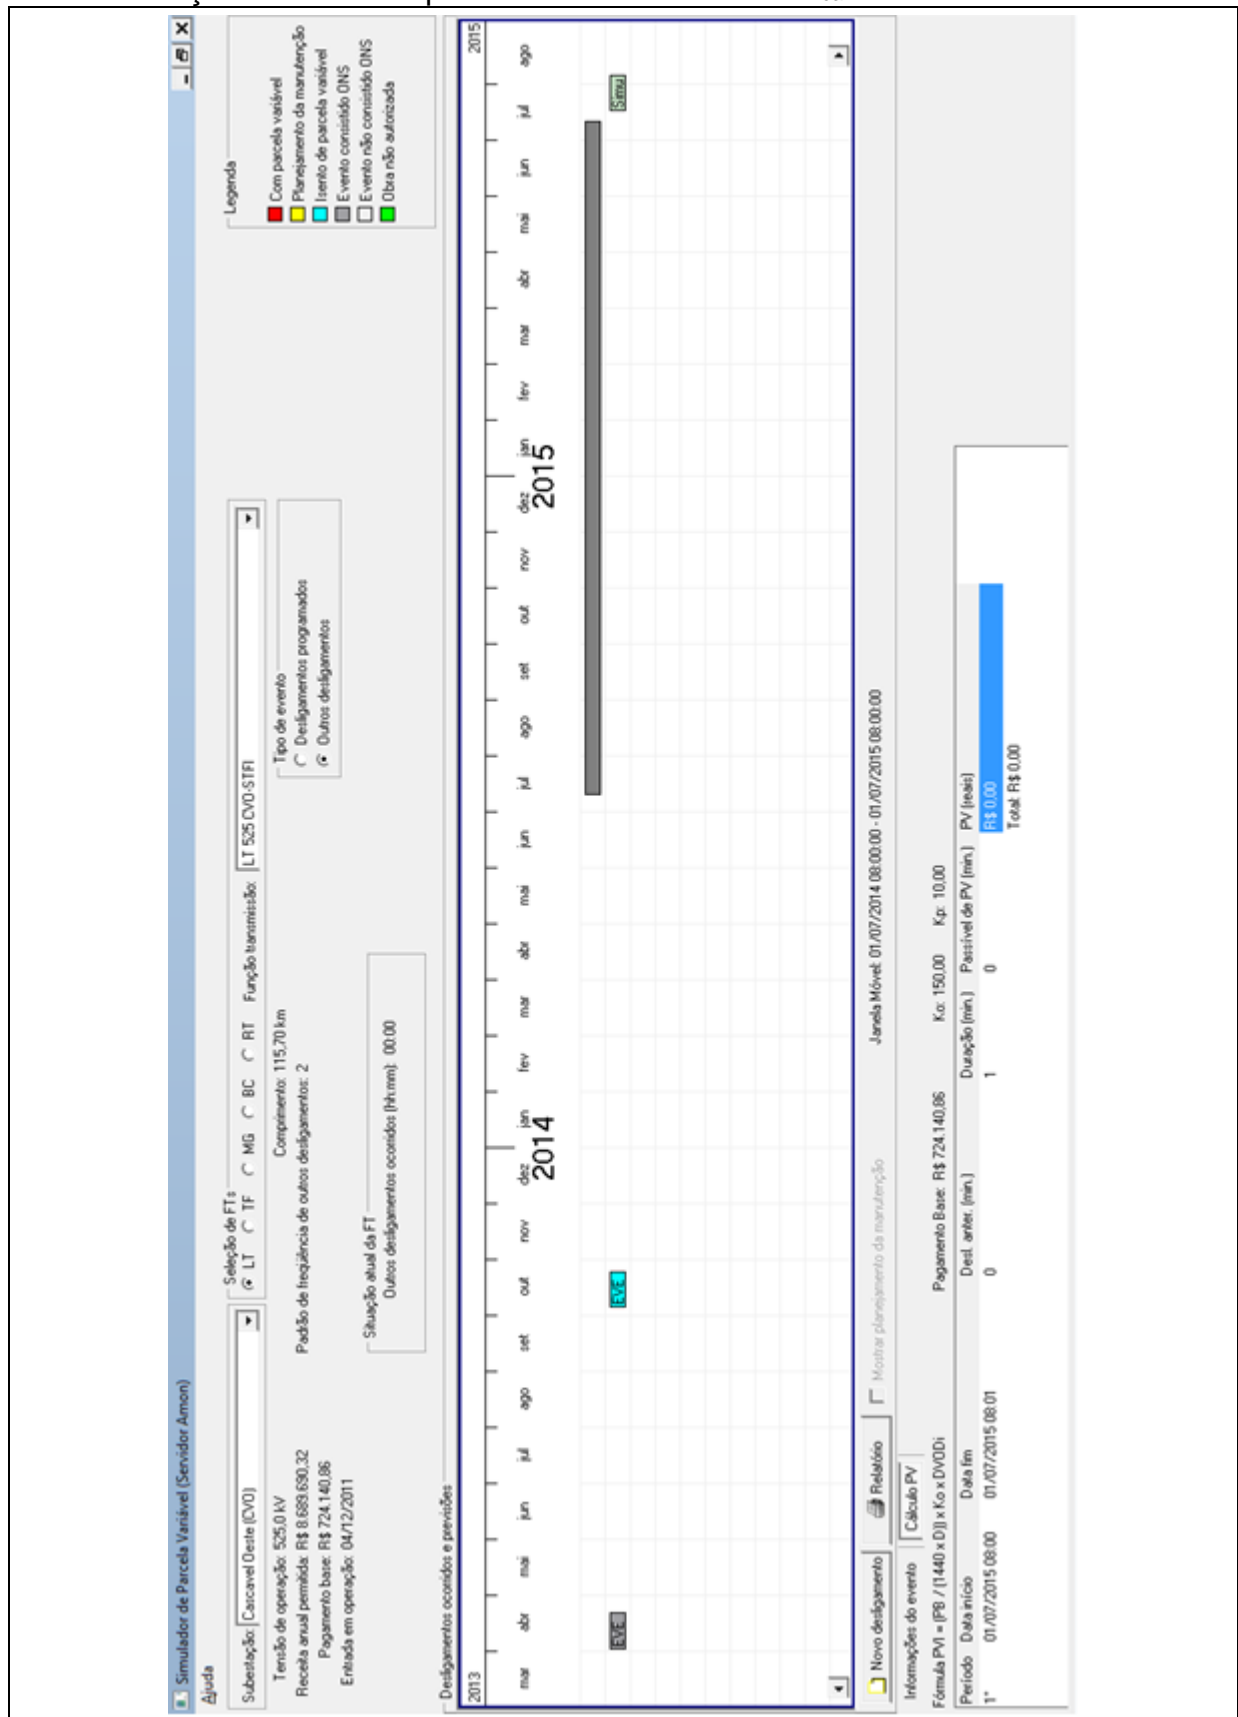 Simulador de Parcela Variável (Servidor Amon)
Ajuda
Subestação: Cascavel Oeste (CVO)
Seleção de FTs
LT TF MG BC RT Função transmissão: LT 525 CVO-STFI
Tensão de operação: 525,0 kV
Comprimento: 115,70 km
Receita anual permitida: R$ 8.689.690,32
Padrão de freqüência de outros desligamentos: 2
Pagamento base: R$ 724.140,86
Entrada em operação: 04/12/2011
Tipo de evento
Desligamentos programados
Outros desligamentos
Situação atual da FT
Outros desligamentos ocorridos (hh:mm): 00:00
Legenda
Com parcela variável
Planejamento da manutenção
Isento de parcela variável
Evento consistido ONS
Evento não consistido ONS
Obra não autorizada
Desligamentos ocorridos e previsões
2013 2015
mar abr mai jun jul ago set out nov dez jan fev mar abr mai jun jul ago set out nov dez jan fev mar abr mai jun jul ago
2014 2015
EVE EVE Simu
Novo desligamento Relatório Mostrar planejamento da manutenção Janela Móvel: 01/07/2014 08:00:00 - 01/07/2015 08:00:00
Informações do evento Cálculo PV
Fórmula PVI = (PB / (1440 x D)) x Ko x DVODi Pagamento Base: R$ 724.140,86 Ko: 150,00 Kp: 10,00
Período Data início Data fim Desl. anter. (min.) Duração (min.) Passível de PV (min.) PV (reais)
1* 01/07/2015 08:00 01/07/2015 08:01 0 1 0 R$ 0,00
Total: R$ 0,00